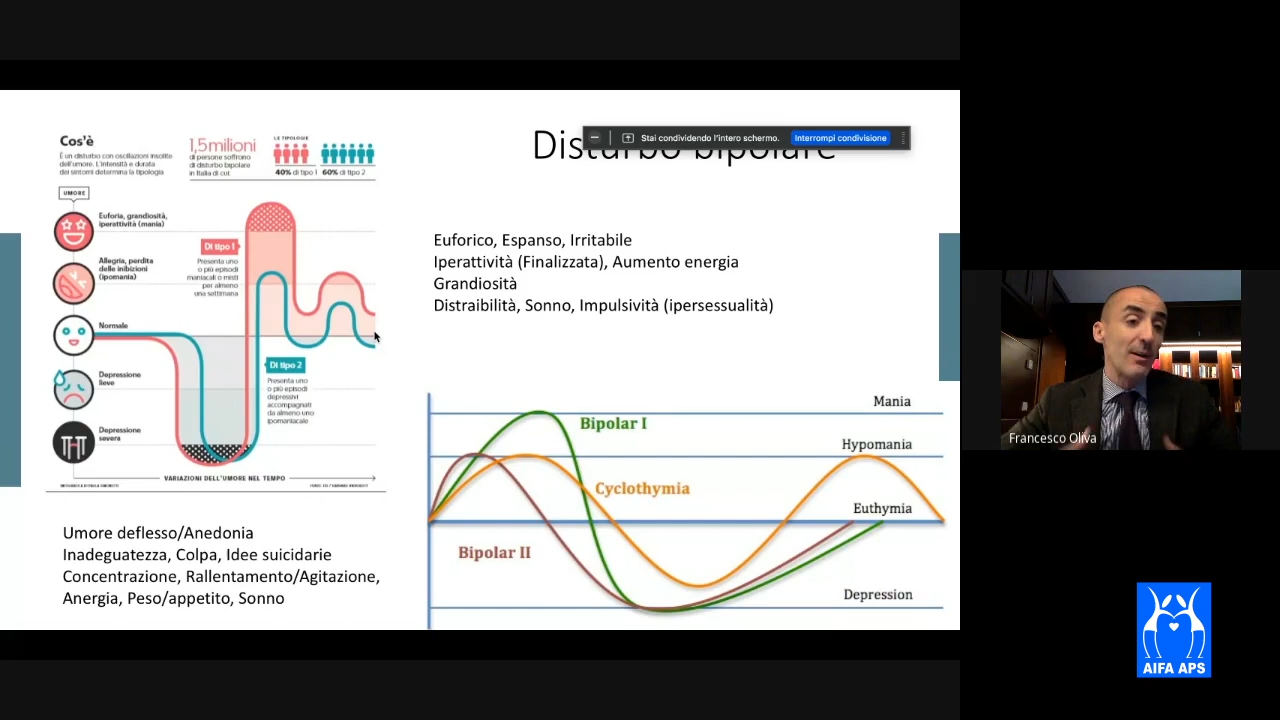 Disturbo bipolare
Stai condividendo l'intero schermo.
Interrompi condivisione
Cos'è
È un disturbo con oscillazioni insolite
dell'umore. L'intensità e durata
dei sintomi determina la tipologia
1,5milioni
di persone soffrono
di disturbo bipolare
in Italia di cui:
LE TIPOLOGIE
40% di tipo 1
60% di tipo 2
UMORE
Euforia, grandiosità,
iperattività (mania)
Allegria, perdita
delle inibizioni
(ipomania)
Normale
Depressione
lieve
Depressione
severa
Di tipo 1
Presenta uno
o più episodi
maniacali o misti
per almeno
una settimana
Di tipo 2
Presenta uno
o più episodi
depressivi
accompagnati
da almeno uno
ipomaniacale
VARIAZIONI DELL'UMORE NEL TEMPO
Euforico, Espanso, Irritabile
Iperattività (Finalizzata), Aumento energia
Grandiosità
Distraibilità, Sonno, Impulsività (ipersessualità)
Mania
Bipolar I
Hypomania
Cyclothymia
Euthymia
Bipolar II
Depression
Umore deflesso/Anedonia
Inadeguatezza, Colpa, Idee suicidarie
Concentrazione, Rallentamento/Agitazione,
Anergia, Peso/appetito, Sonno
Francesco Oliva
AIFA APS